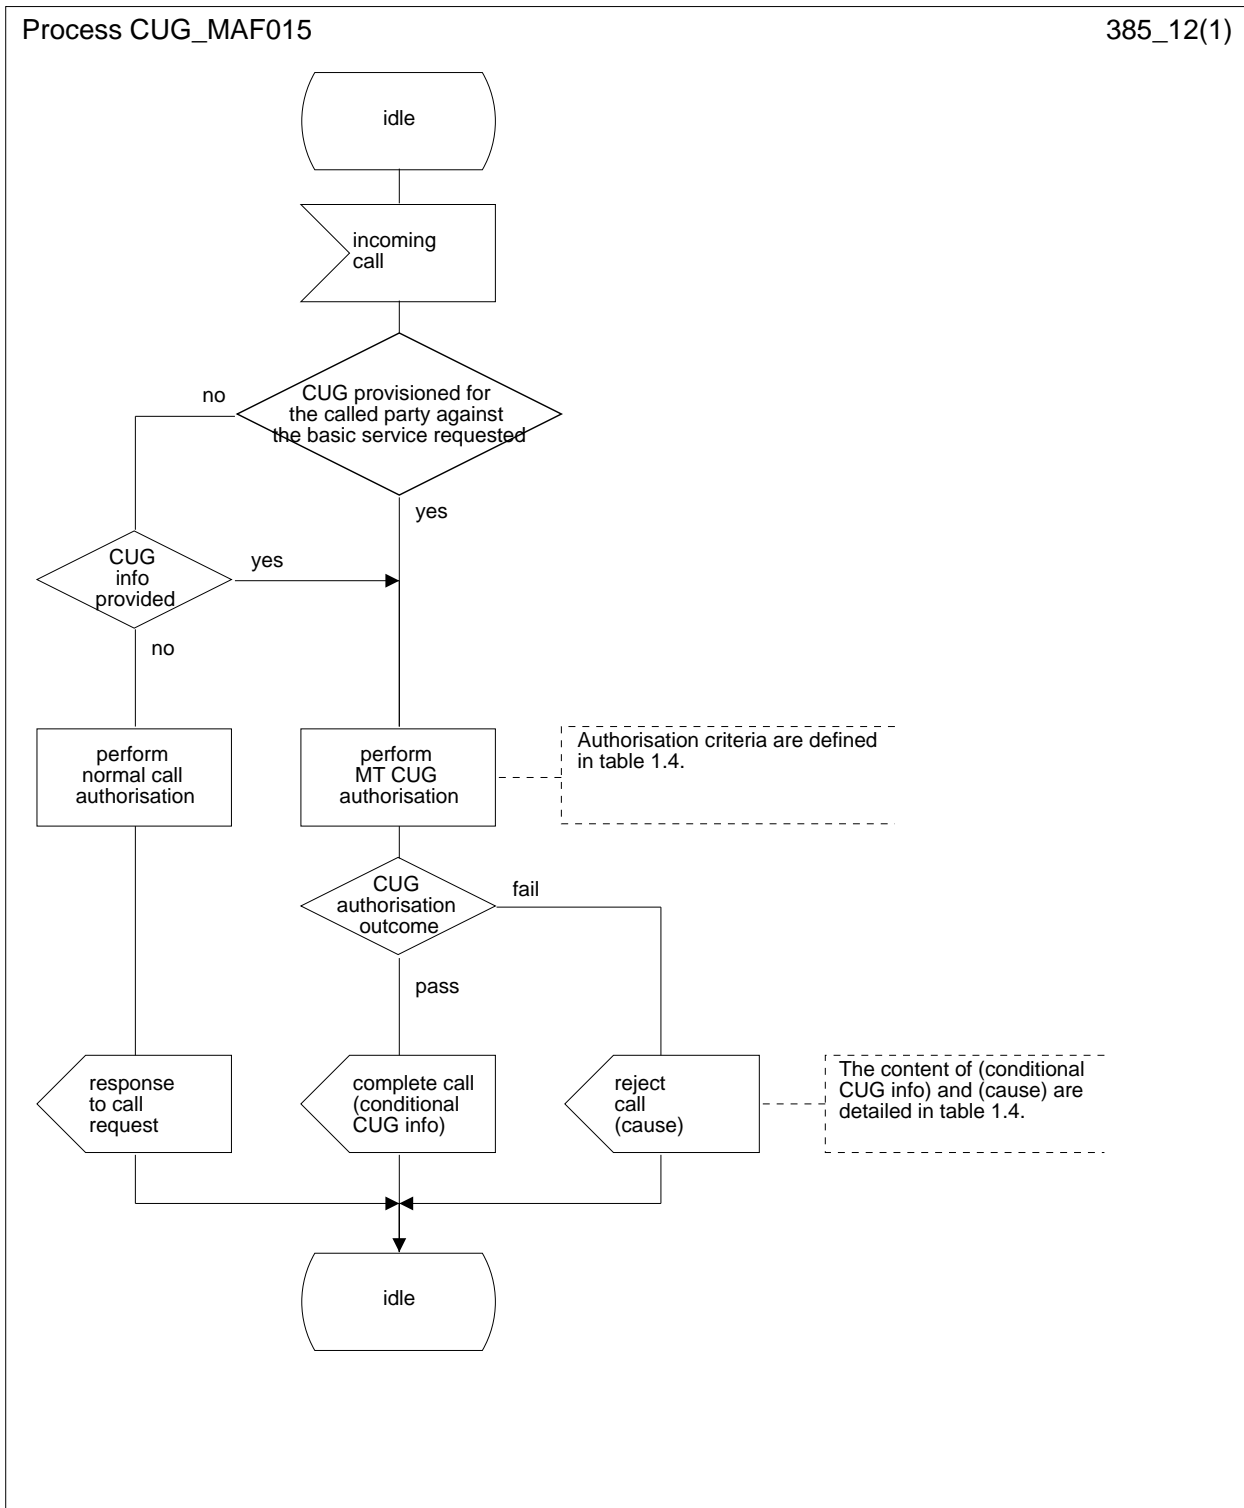 Process CUG_MAF015
385_12(1)
idle
incoming
call
no
CUG provisioned for
the called party against
the basic service requested
yes
CUG
info
provided
yes
no
perform
normal call
authorisation
perform
MT CUG
authorisation
Authorisation criteria are defined
in table 1.4.
CUG
authorisation
outcome
fail
pass
response
to call
request
complete call
(conditional
CUG info)
reject
call
(cause)
The content of (conditional
CUG info) and (cause) are
detailed in table 1.4.
idle